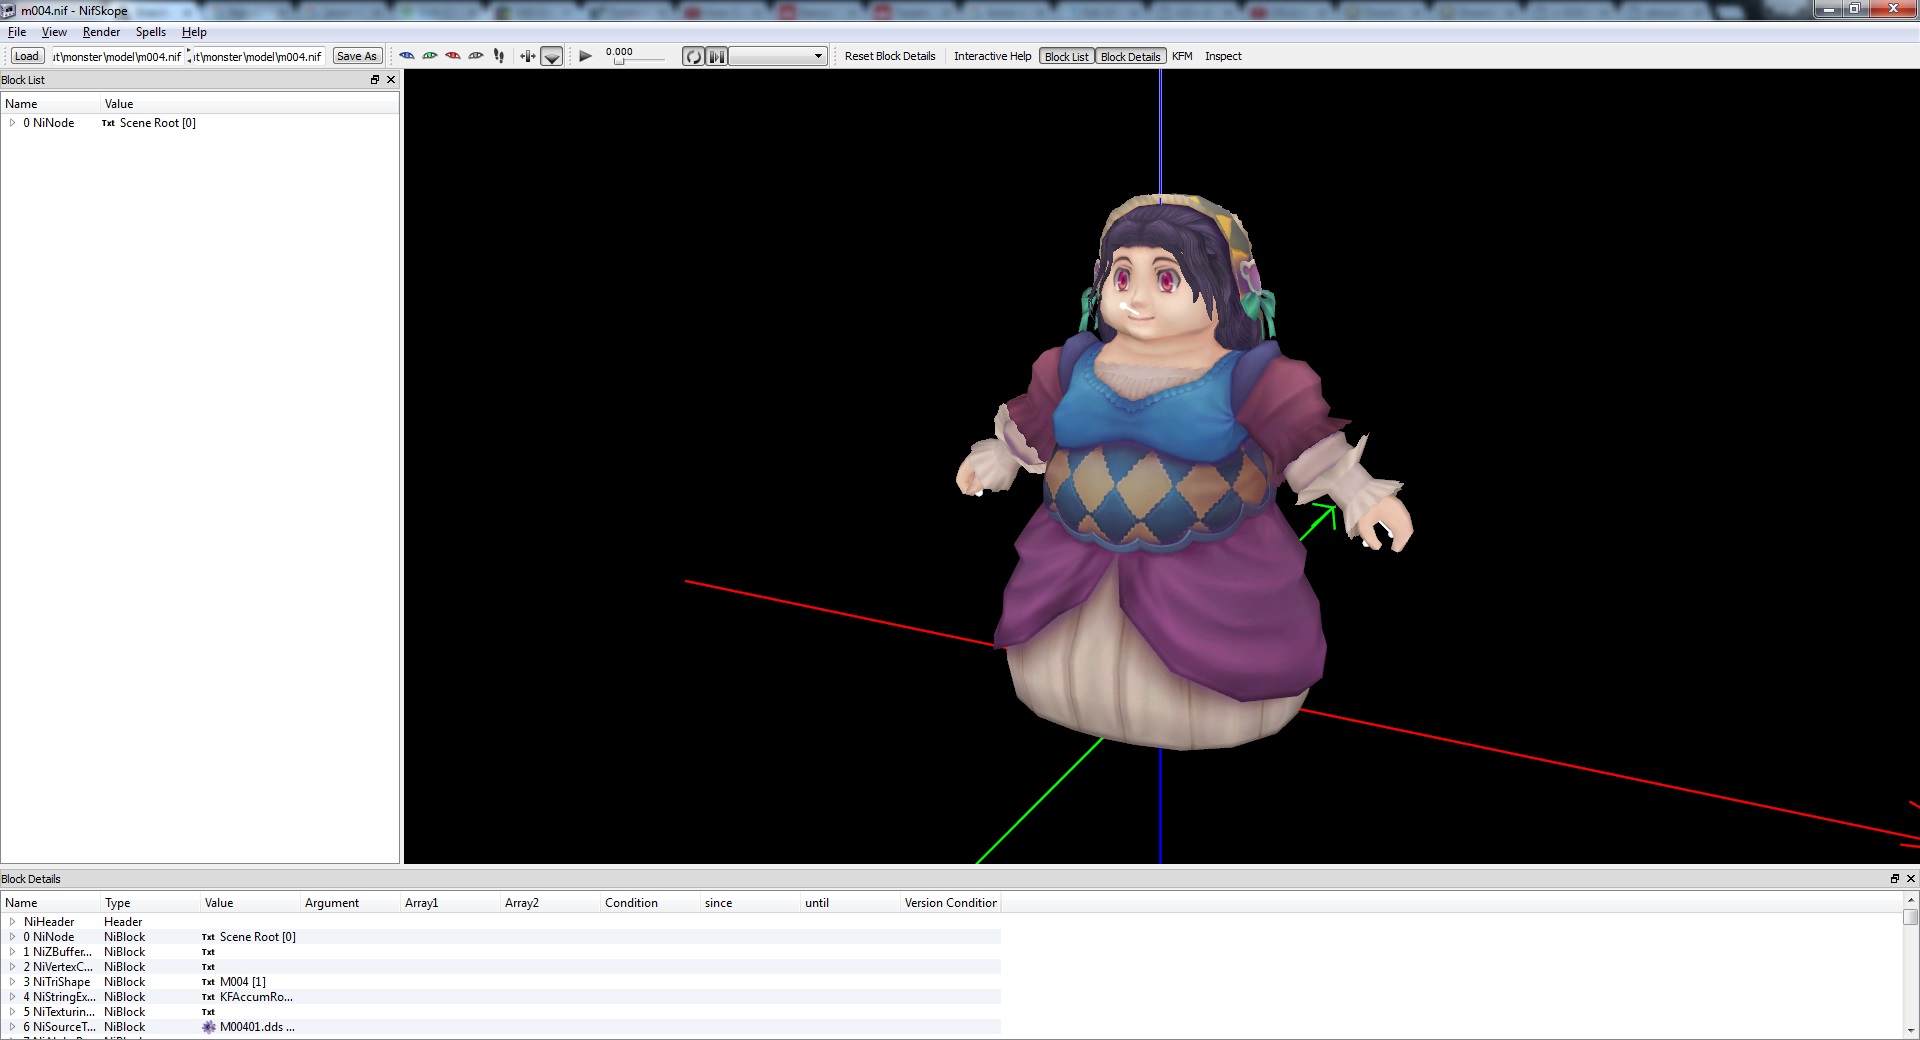 m004.nif - NifSkope
File View Render Spells Help
Load ut\monster\model\m004.nif ut\monster\model\m004.nif Save As 0.000 Reset Block Details Interactive Help Block List Block Details KFM Inspect
Block List
Name Value
0 NiNode Txt Scene Root [0]
Block Details
Name Type Value Argument Array1 Array2 Condition since until Version Condition
NiHeader Header
0 NiNode NiBlock Txt Scene Root [0]
1 NiZBuffer... NiBlock Txt
2 NiVertexC... NiBlock Txt
3 NiTriShape NiBlock Txt M004 [1]
4 NiStringEx... NiBlock Txt KFAccumRo...
5 NiTexturin... NiBlock Txt
6 NiSourceT... NiBlock M00401.dds ...